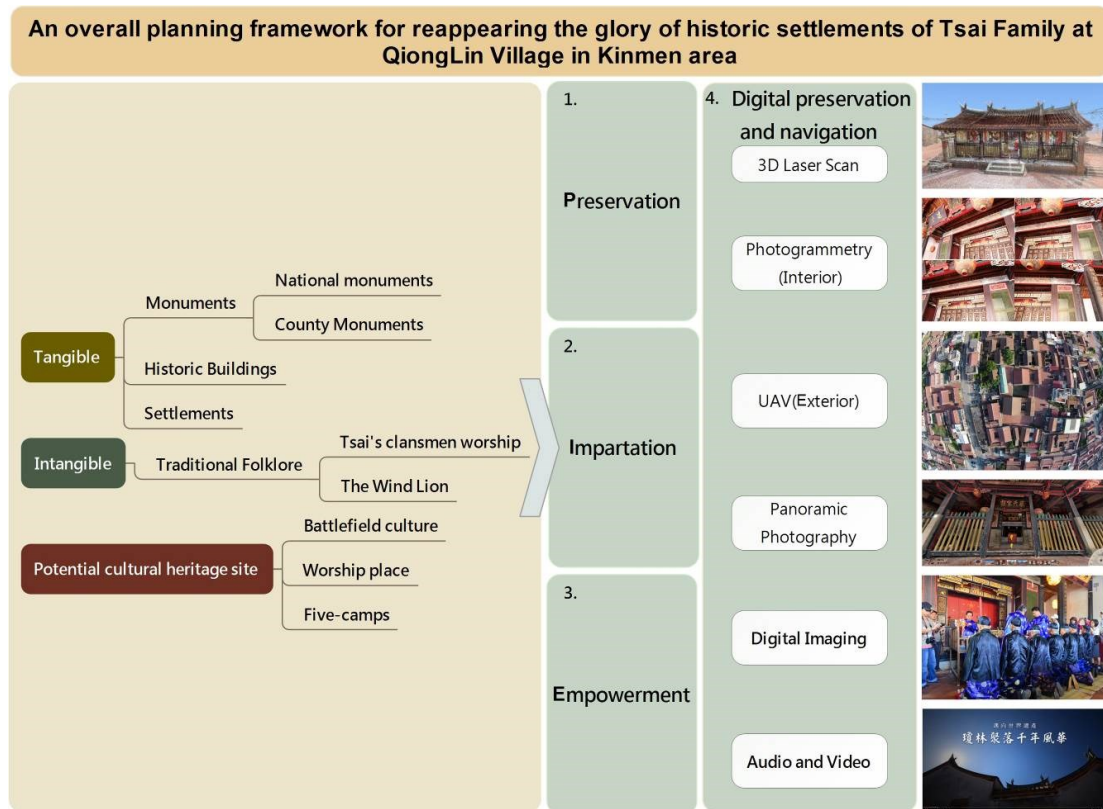 An overall planning framework for reappearing the glory of historic settlements of Tsai Family at
QiongLin Village in Kinmen area
Tangible
Monuments
National monuments
County Monuments
Historic Buildings
Settlements
Intangible
Traditional Folklore
Tsai's clansmen worship
The Wind Lion
Potential cultural heritage site
Battlefield culture
Worship place
Five-camps
1.
Preservation
2.
Impartation
3.
Empowerment
4. Digital preservation
and navigation
3D Laser Scan
Photogrammetry
(Interior)
UAV(Exterior)
Panoramic
Photography
Digital Imaging
Audio and Video
瓊林聚落千年風華